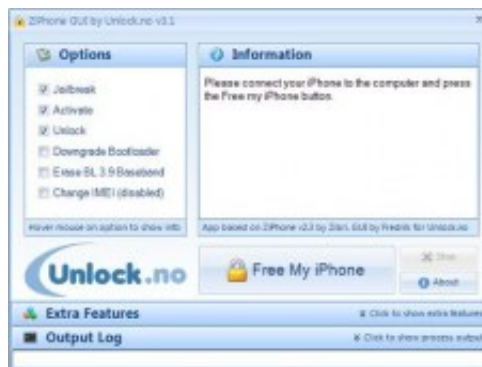 ZiPhone GUI by Unlock.no v3.1
Options
Jailbreak
Activate
Unlock
Downgrade Bootloader
Erase BL 3.9 Baseband
Change IMEI (disabled)
Hover mouse on option to show info
Information
Please connect your iPhone to the computer and press
the Free my iPhone button.
App based on ZiPhone v2.3 by Zibri. GUI by Fredrik for Unlock.no
Unlock.no
Free My iPhone
Stop
About
Extra Features
Click to show extra features
Output Log
Click to show process output